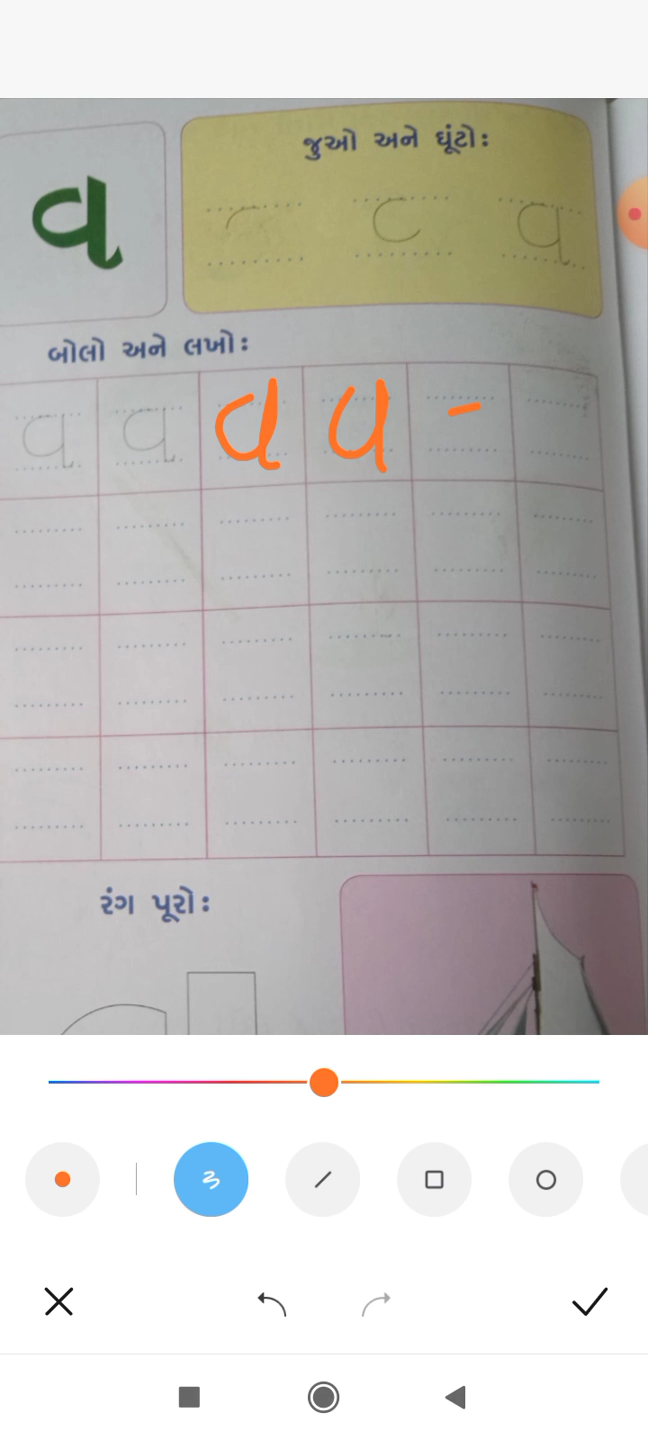 વ
જુઓ અને ઘૂંટો:
વ
બોલો અને લખો:
વ વ વ
રંગ પૂરો: